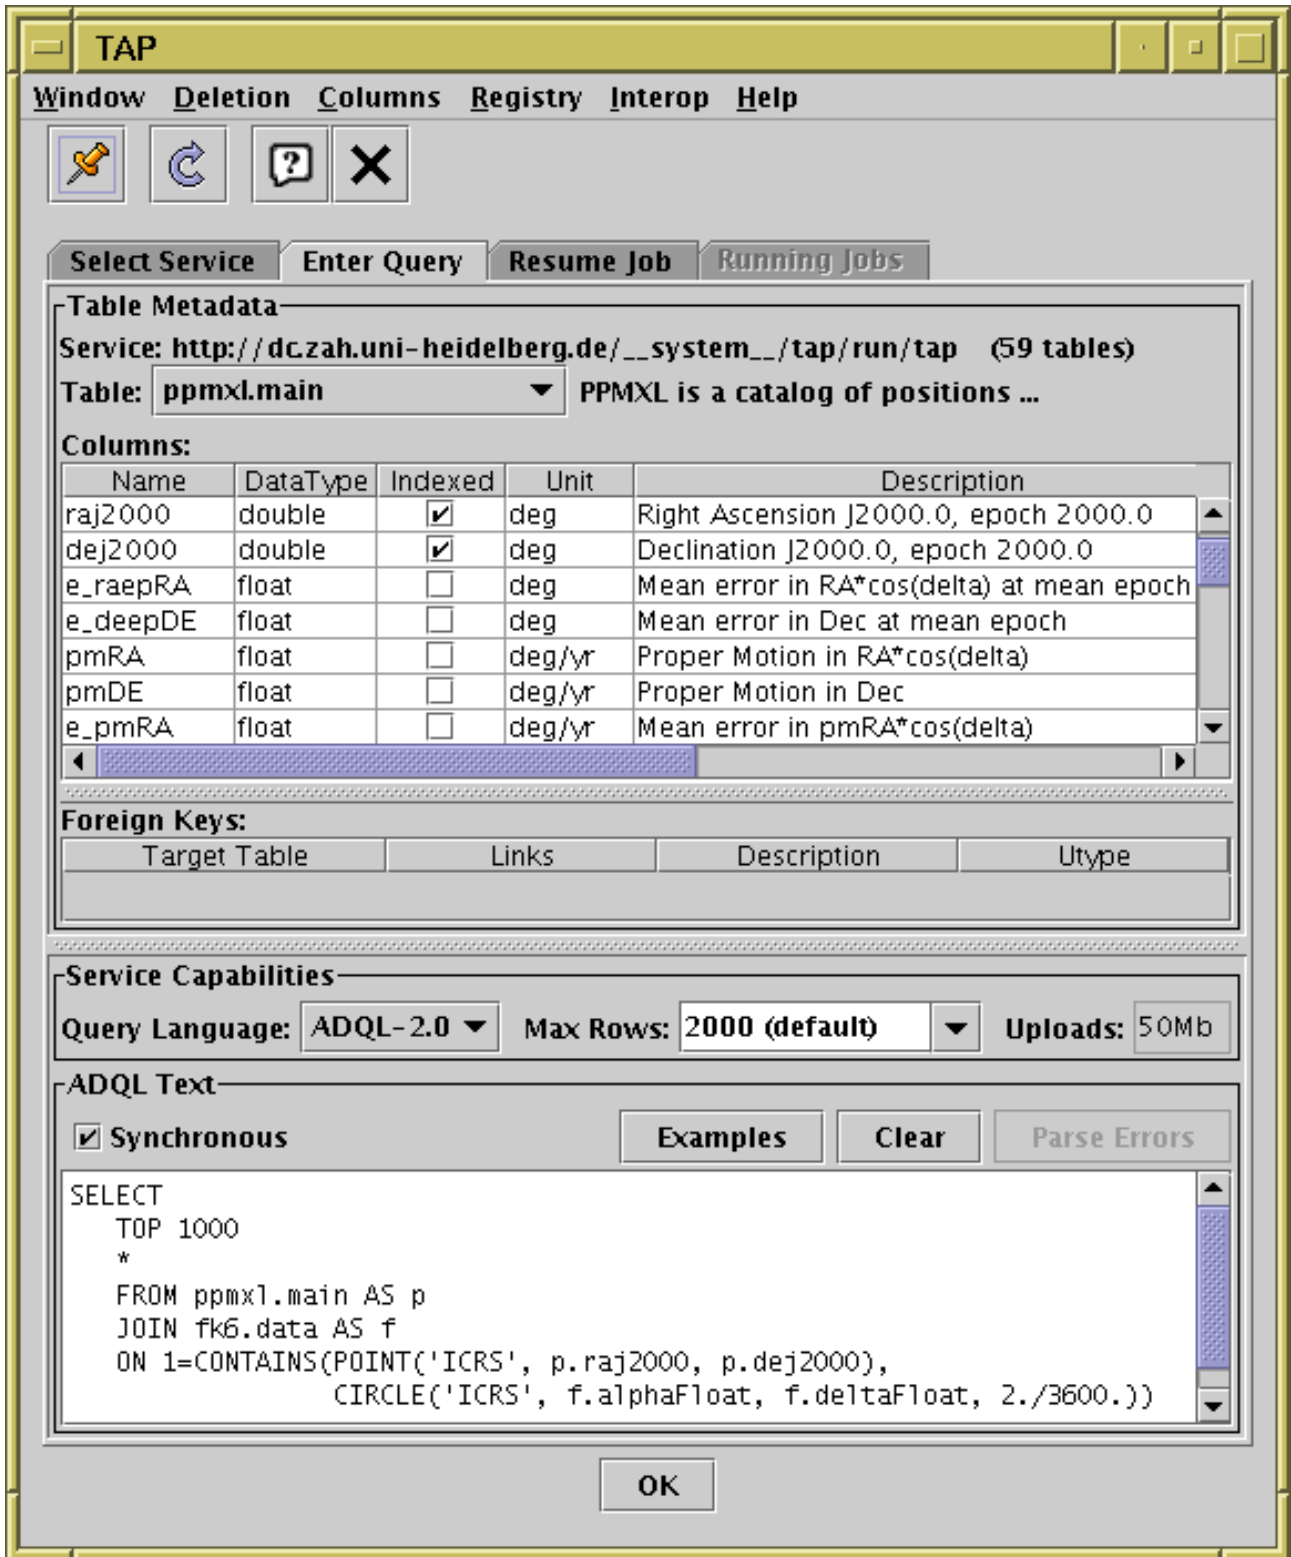 TAP
Window Deletion Columns Registry Interop Help
Select Service Enter Query Resume Job Running Jobs
Table Metadata
Service: http://dc.zah.uni-heidelberg.de/__system__/tap/run/tap (59 tables)
Table: ppmxl.main PPMXL is a catalog of positions ...
Columns:
Name DataType Indexed Unit Description
raj2000 double deg Right Ascension J2000.0, epoch 2000.0
dej2000 double deg Declination J2000.0, epoch 2000.0
e_raepRA float deg Mean error in RA*cos(delta) at mean epoch
e_deepDE float deg Mean error in Dec at mean epoch
pmRA float deg/yr Proper Motion in RA*cos(delta)
pmDE float deg/yr Proper Motion in Dec
e_pmRA float deg/yr Mean error in pmRA*cos(delta)
Foreign Keys:
Target Table Links Description Utype
Service Capabilities
Query Language: ADQL-2.0 Max Rows: 2000 (default) Uploads: 50Mb
ADQL Text
Synchronous Examples Clear Parse Errors
SELECT
TOP 1000
*
FROM ppmxl.main AS p
JOIN fk6.data AS f
ON 1=CONTAINS(POINT('ICRS', p.raj2000, p.dej2000),
CIRCLE('ICRS', f.alphaFloat, f.deltaFloat, 2./3600.))
OK